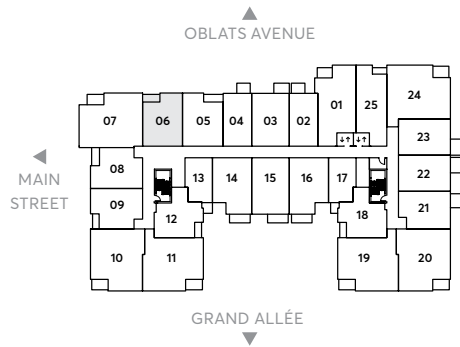 OBLATS AVENUE
01 25 24
07 06 05 04 03 02
23
MAIN
STREET
08 13 14 15 16 17 22
09 21
12 18
10 11 19 20
GRAND ALLÉE